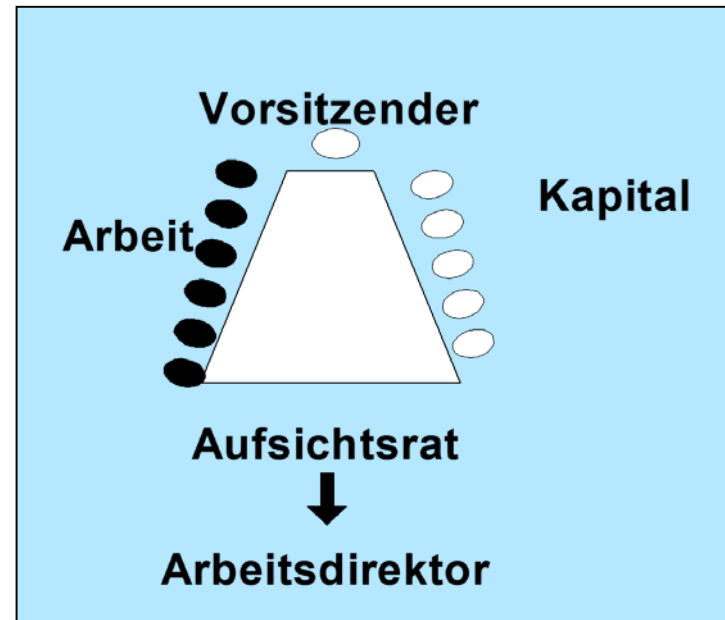 Vorsitzender
Kapital
Arbeit
Aufsichtsrat
Arbeitsdirektor